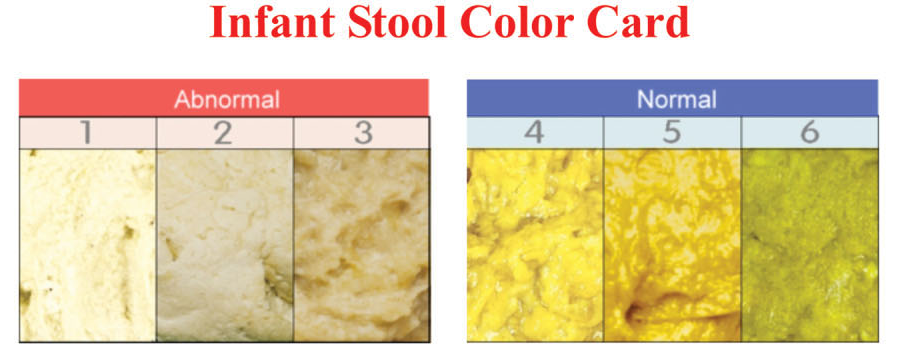 Infant Stool Color Card
Abnormal
1 2 3
Normal
4 5 6